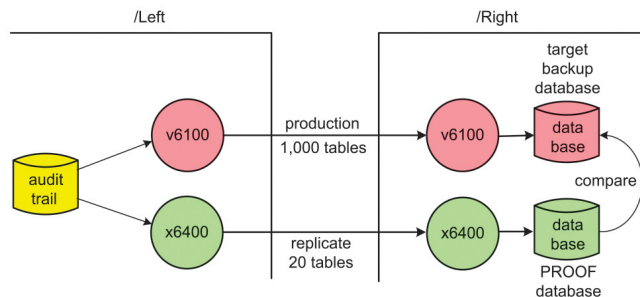 /Left
/Right
target
backup
database
v6100
production
1,000 tables
v6100
data
base
audit
trail
compare
x6400
replicate
20 tables
x6400
data
base
PROOF
database